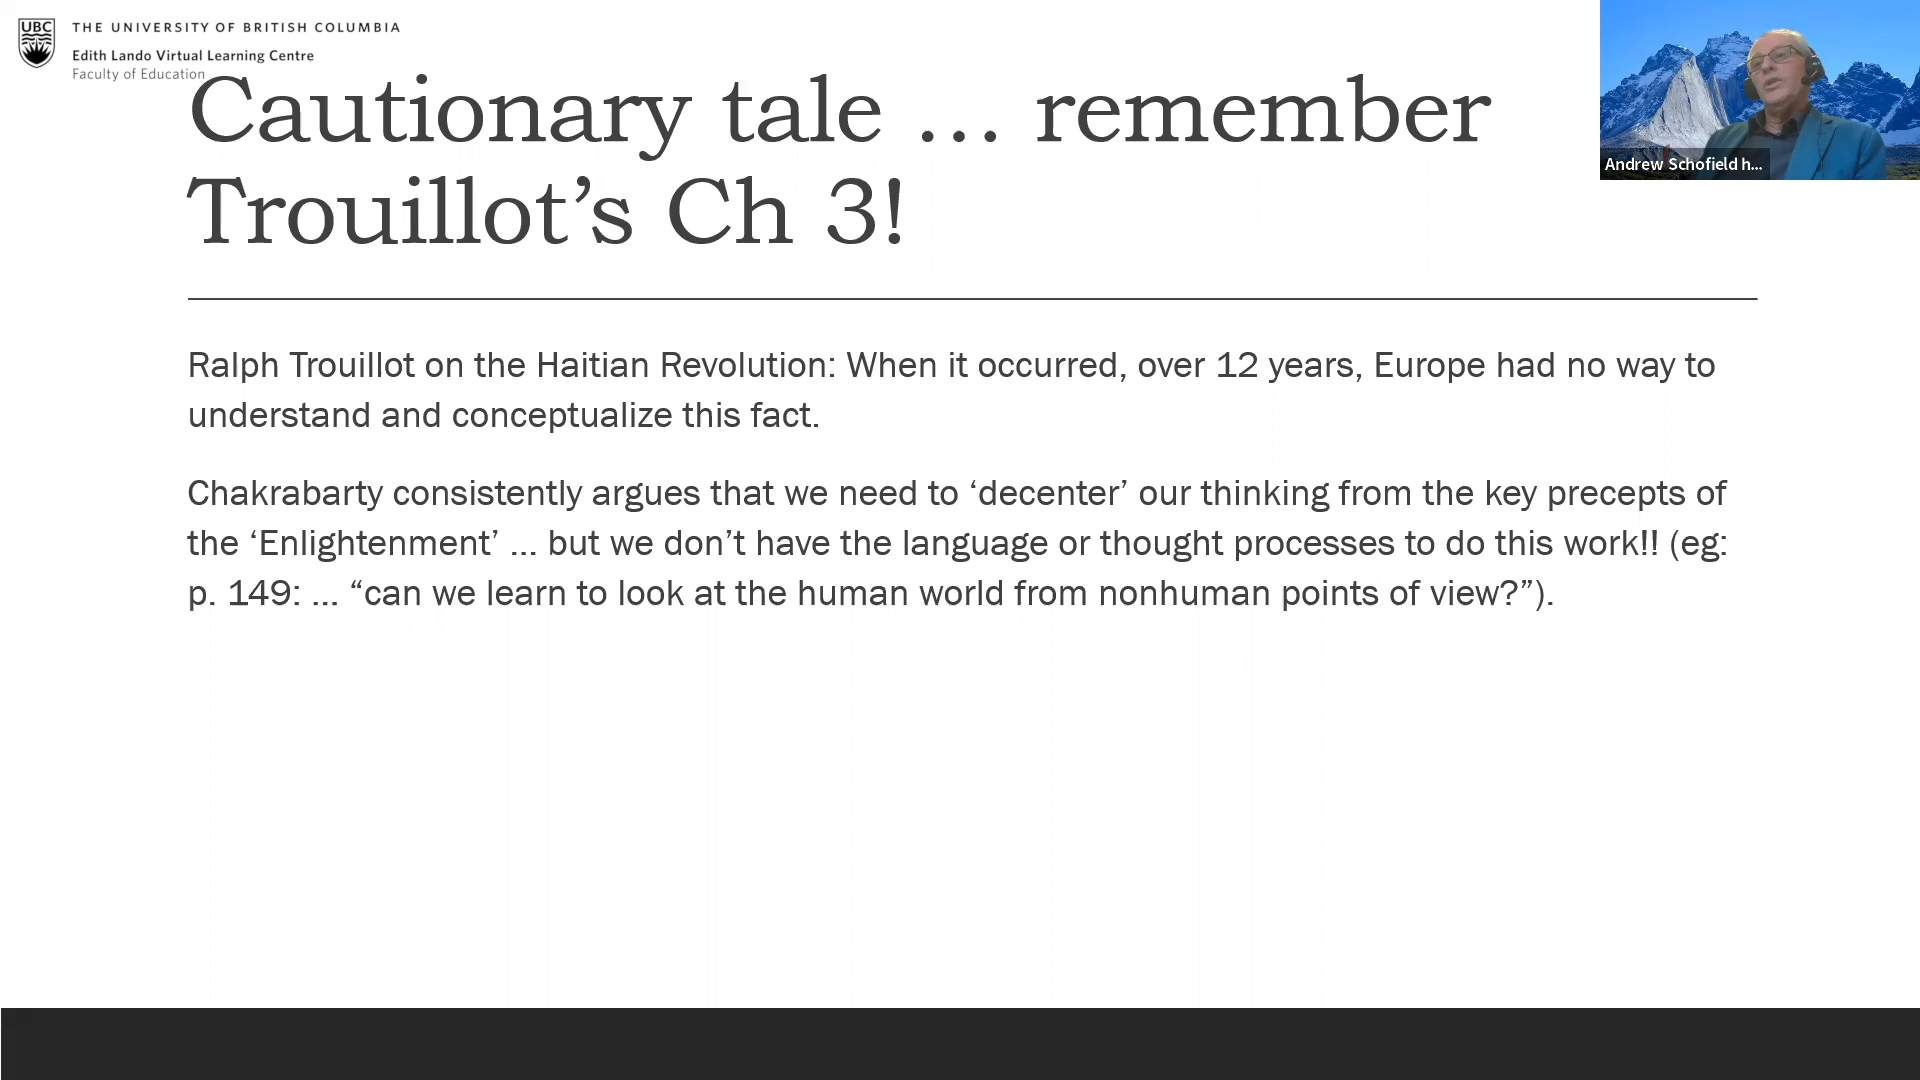 UBC
THE UNIVERSITY OF BRITISH COLUMBIA
Edith Lando Virtual Learning Centre
Faculty of Education
Cautionary tale … remember
Trouillot’s Ch 3!
Andrew Schofield h...
Ralph Trouillot on the Haitian Revolution: When it occurred, over 12 years, Europe had no way to
understand and conceptualize this fact.
Chakrabarty consistently argues that we need to ‘decenter’ our thinking from the key precepts of
the ‘Enlightenment’ … but we don’t have the language or thought processes to do this work!! (eg:
p. 149: … “can we learn to look at the human world from nonhuman points of view?”).